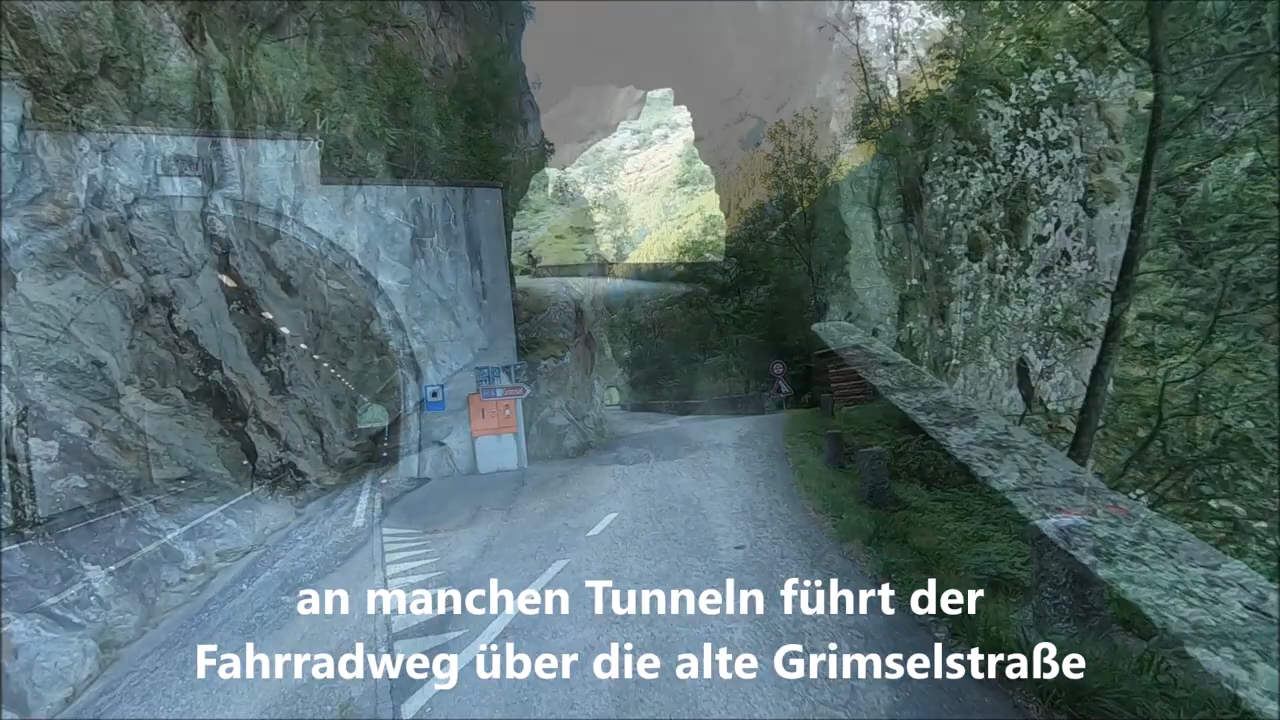 an manchen Tunneln führt der
Fahrradweg über die alte Grimselstraße